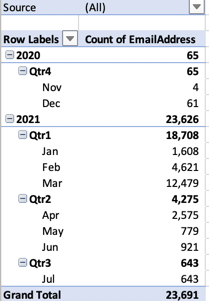 Source (All)
Row Labels Count of EmailAddress
2020 65
Qtr4 65
Nov 4
Dec 61
2021 23,626
Qtr1 18,708
Jan 1,608
Feb 4,621
Mar 12,479
Qtr2 4,275
Apr 2,575
May 779
Jun 921
Qtr3 643
Jul 643
Grand Total 23,691